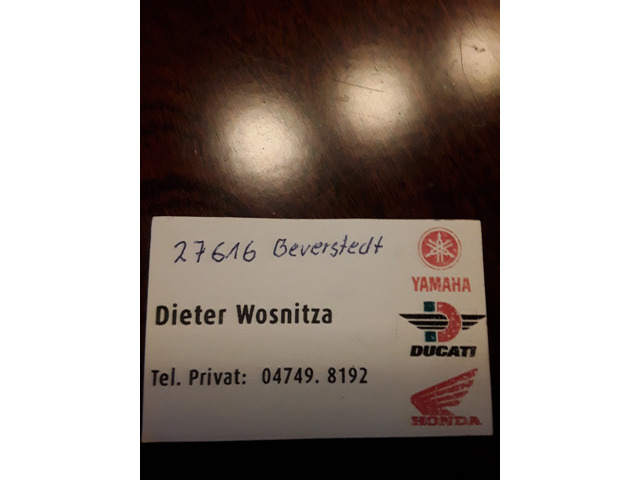 27616 Beverstedt
YAMAHA
Dieter Wosnitza
DUCATI
Tel. Privat: 04749. 8192
HONDA